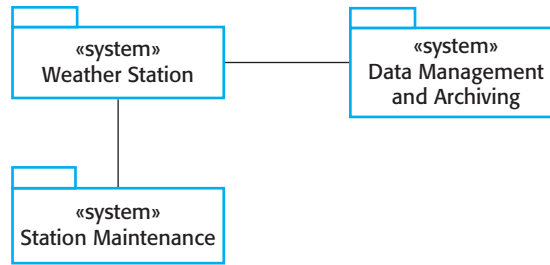 «system»
Weather Station
«system»
Data Management
and Archiving
«system»
Station Maintenance